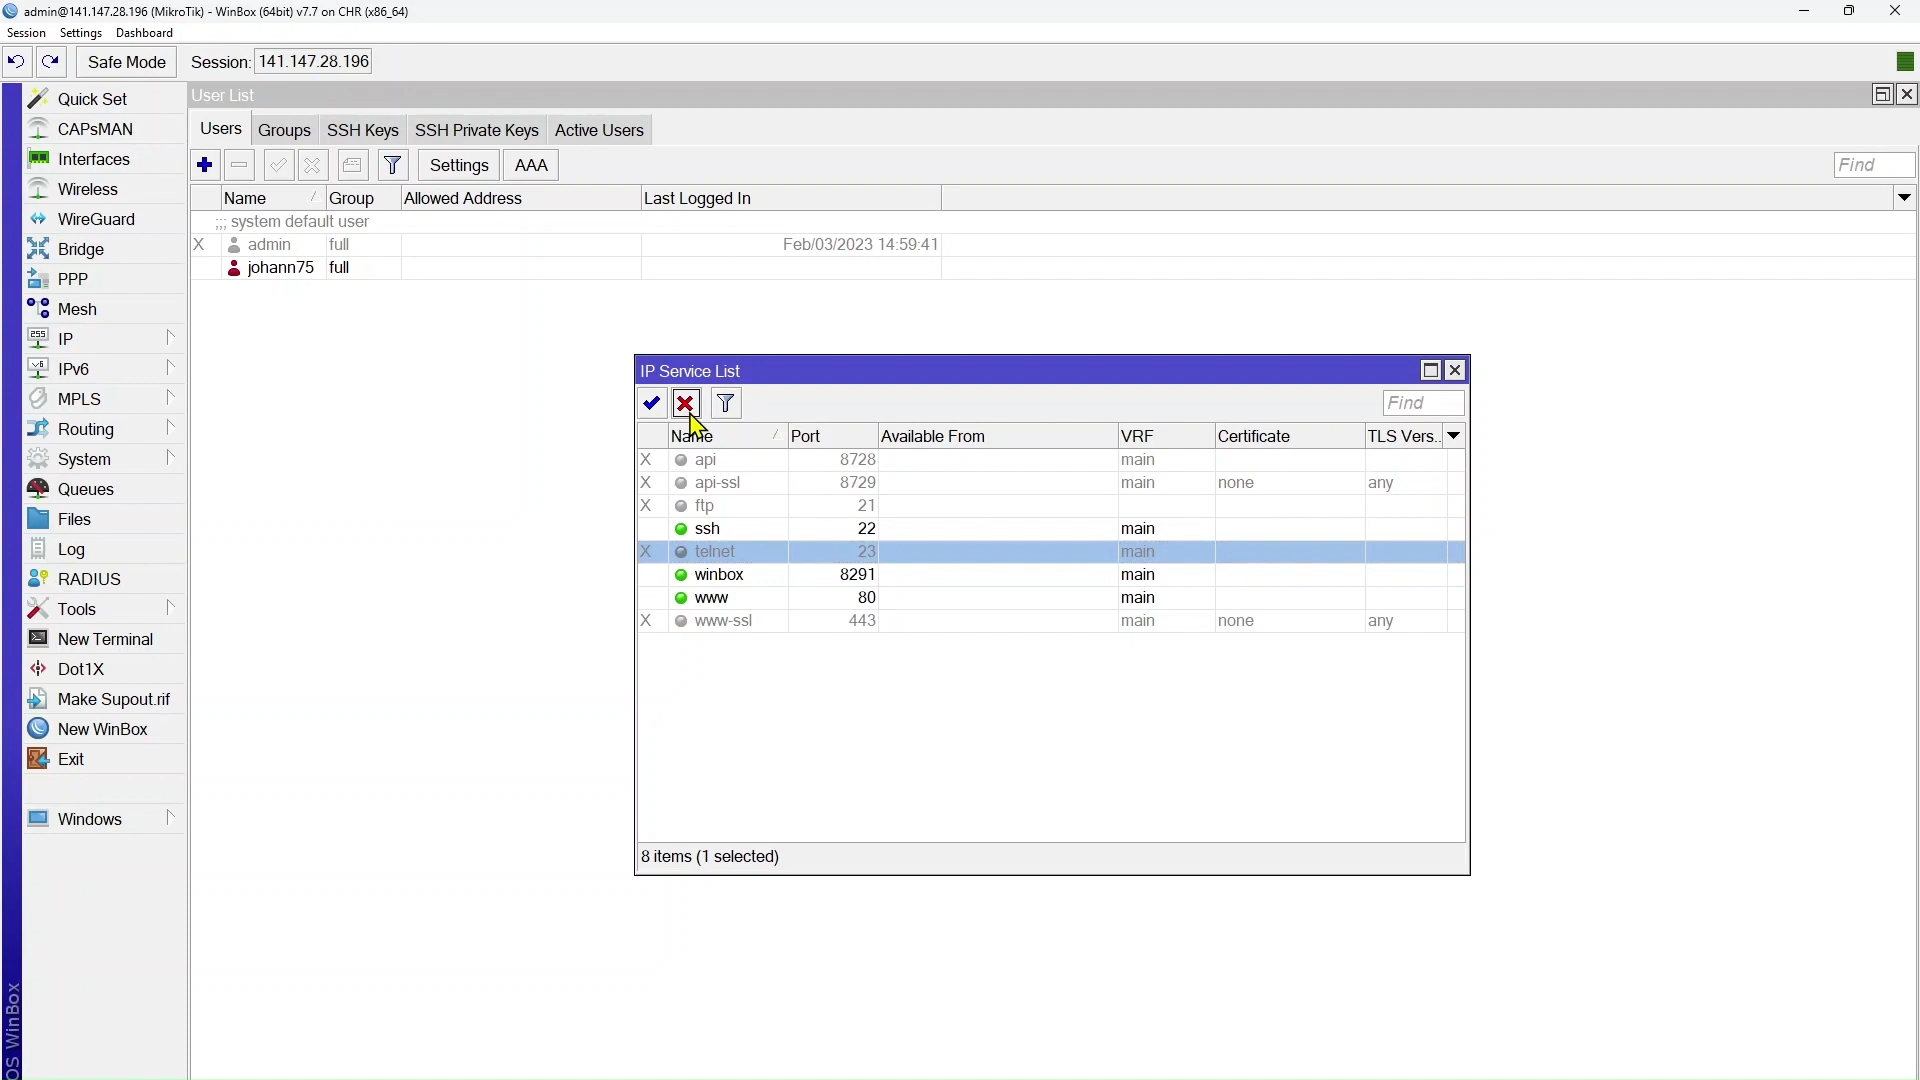 admin@141.147.28.196 (MikroTik) - WinBox (64bit) v7.7 on CHR (x86_64)
Session Settings Dashboard
Safe Mode Session: 141.147.28.196
Quick Set
CAPsMAN
Interfaces
Wireless
WireGuard
Bridge
PPP
Mesh
IP
IPv6
MPLS
Routing
System
Queues
Files
Log
RADIUS
Tools
New Terminal
Dot1X
Make Supout.rif
New WinBox
Exit
Windows
OS WinBox
User List
Users Groups SSH Keys SSH Private Keys Active Users
Settings AAA Find
Name Group Allowed Address Last Logged In
;;; system default user
X admin full Feb/03/2023 14:59:41
johann75 full
IP Service List
Find
Name Port Available From VRF Certificate TLS Vers..
X api 8728 main
X api-ssl 8729 main none any
X ftp 21
ssh 22 main
X telnet 23 main
winbox 8291 main
www 80 main
X www-ssl 443 main none any
8 items (1 selected)